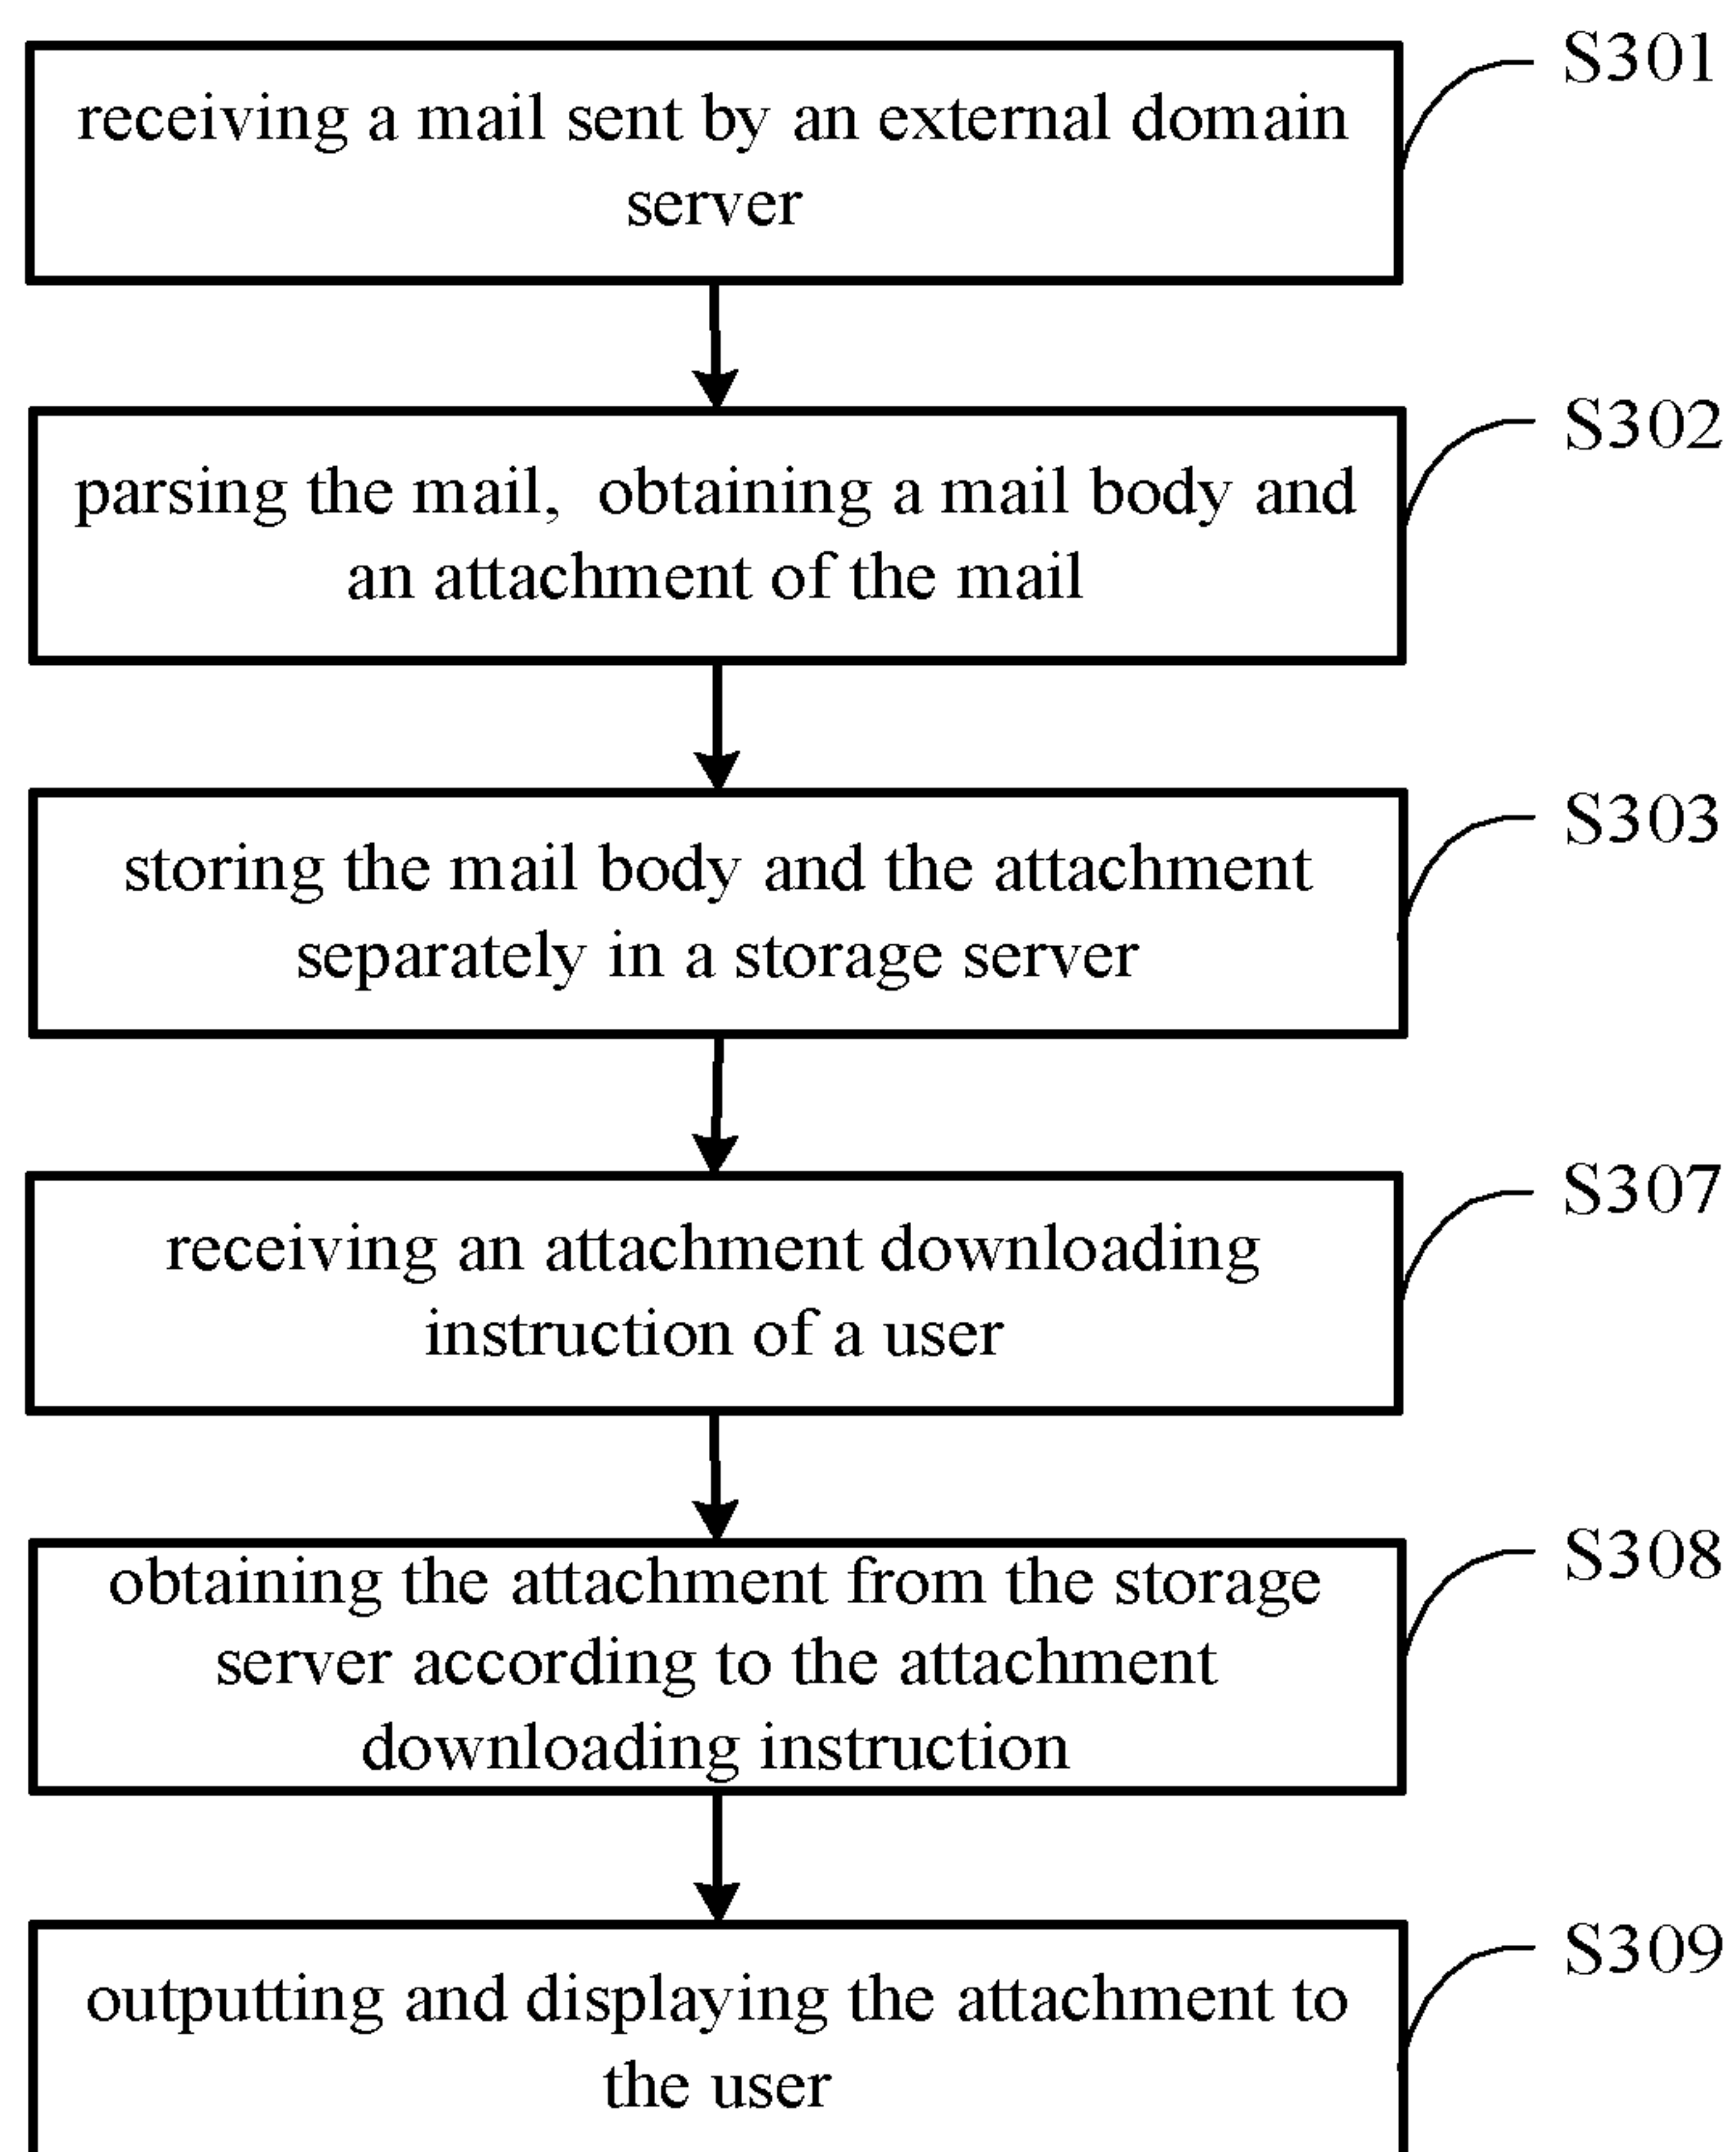 S301
receiving a mail sent by an external domain
server
S302
parsing the mail, obtaining a mail body and
an attachment of the mail
S303
storing the mail body and the attachment
separately in a storage server
S307
receiving an attachment downloading
instruction of a user
S308
obtaining the attachment from the storage
server according to the attachment
downloading instruction
S309
outputting and displaying the attachment to
the user